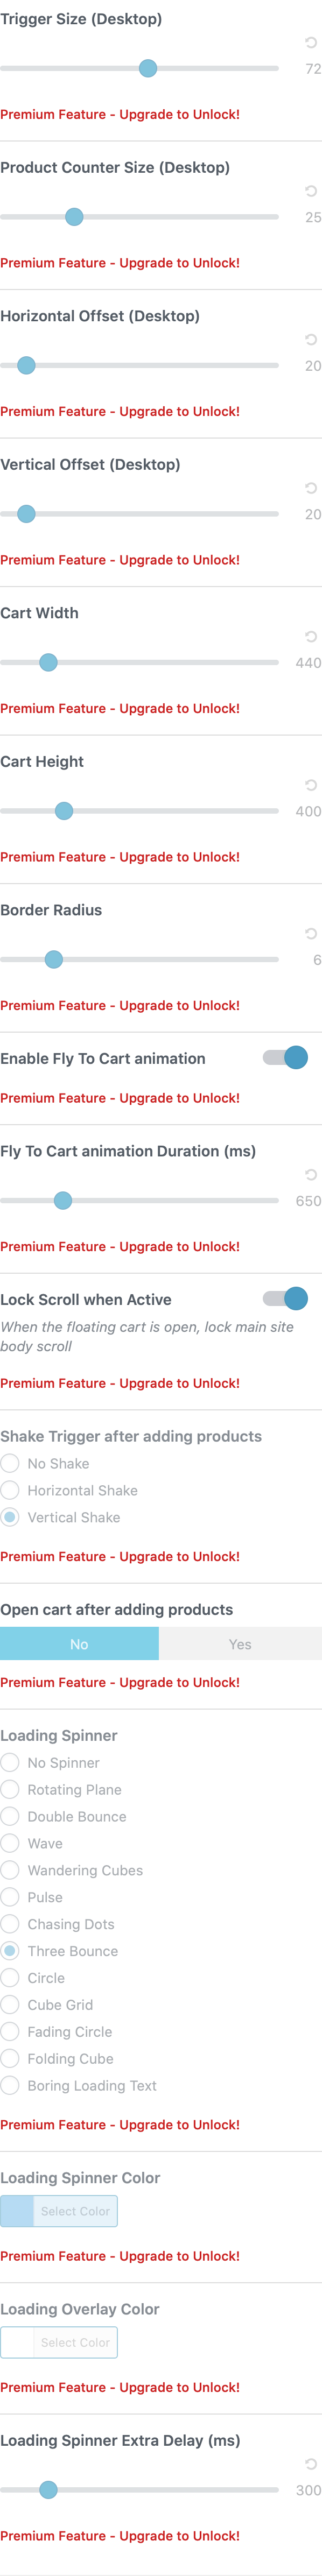 Trigger Size (Desktop)
72
Premium Feature - Upgrade to Unlock!
Product Counter Size (Desktop)
25
Premium Feature - Upgrade to Unlock!
Horizontal Offset (Desktop)
20
Premium Feature - Upgrade to Unlock!
Vertical Offset (Desktop)
20
Premium Feature - Upgrade to Unlock!
Cart Width
440
Premium Feature - Upgrade to Unlock!
Cart Height
400
Premium Feature - Upgrade to Unlock!
Border Radius
6
Premium Feature - Upgrade to Unlock!
Enable Fly To Cart animation
Premium Feature - Upgrade to Unlock!
Fly To Cart animation Duration (ms)
650
Premium Feature - Upgrade to Unlock!
Lock Scroll when Active
When the floating cart is open, lock main site
body scroll
Premium Feature - Upgrade to Unlock!
Shake Trigger after adding products
No Shake
Horizontal Shake
Vertical Shake
Premium Feature - Upgrade to Unlock!
Open cart after adding products
No Yes
Premium Feature - Upgrade to Unlock!
Loading Spinner
No Spinner
Rotating Plane
Double Bounce
Wave
Wandering Cubes
Pulse
Chasing Dots
Three Bounce
Circle
Cube Grid
Fading Circle
Folding Cube
Boring Loading Text
Premium Feature - Upgrade to Unlock!
Loading Spinner Color
Select Color
Premium Feature - Upgrade to Unlock!
Loading Overlay Color
Select Color
Premium Feature - Upgrade to Unlock!
Loading Spinner Extra Delay (ms)
300
Premium Feature - Upgrade to Unlock!